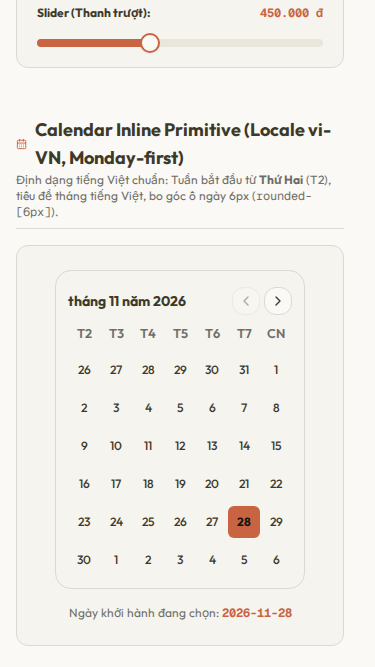 Slider (Thanh trượt): 450.000 đ
Calendar Inline Primitive (Locale vi-
VN, Monday-first)
Định dạng tiếng Việt chuẩn: Tuần bắt đầu từ Thứ Hai (T2),
tiêu đề tháng tiếng Việt, bo góc ô ngày 6px (rounded-
[6px]).
tháng 11 năm 2026
T2 T3 T4 T5 T6 T7 CN
26 27 28 29 30 31 1
2 3 4 5 6 7 8
9 10 11 12 13 14 15
16 17 18 19 20 21 22
23 24 25 26 27 28 29
30 1 2 3 4 5 6
Ngày khởi hành đang chọn: 2026-11-28